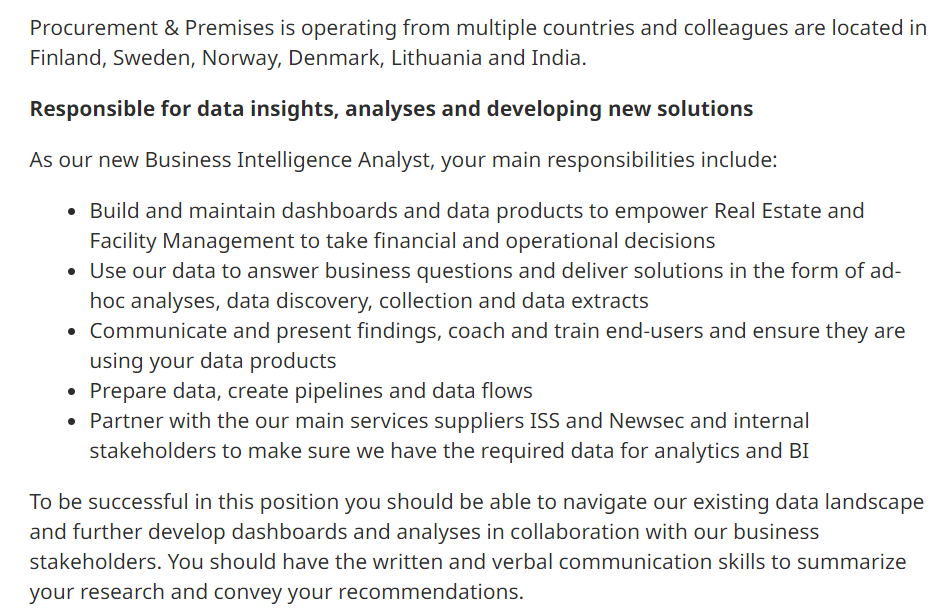 Procurement & Premises is operating from multiple countries and colleagues are located in
Finland, Sweden, Norway, Denmark, Lithuania and India.
Responsible for data insights, analyses and developing new solutions
As our new Business Intelligence Analyst, your main responsibilities include:
• Build and maintain dashboards and data products to empower Real Estate and
Facility Management to take financial and operational decisions
• Use our data to answer business questions and deliver solutions in the form of ad-
hoc analyses, data discovery, collection and data extracts
• Communicate and present findings, coach and train end-users and ensure they are
using your data products
• Prepare data, create pipelines and data flows
• Partner with the our main services suppliers ISS and Newsec and internal
stakeholders to make sure we have the required data for analytics and BI
To be successful in this position you should be able to navigate our existing data landscape
and further develop dashboards and analyses in collaboration with our business
stakeholders. You should have the written and verbal communication skills to summarize
your research and convey your recommendations.